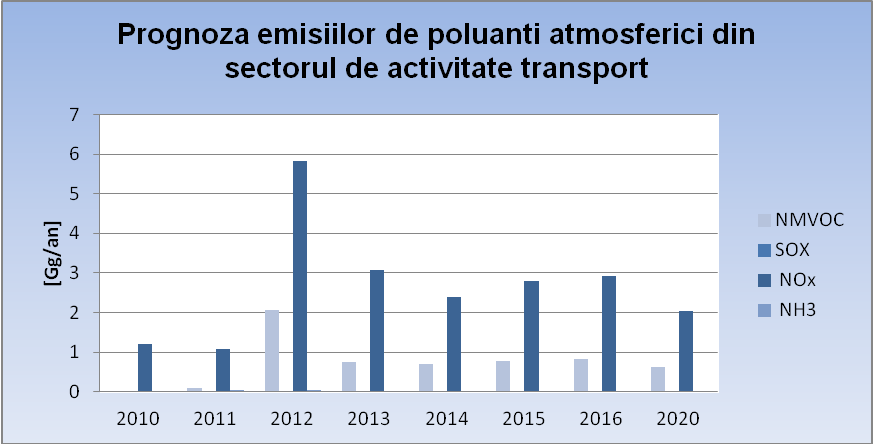 Prognoza emisiilor de poluanti atmosferici din
sectorul de activitate transport
7
6
5
4
3
2
1
0
[Gg/an]
2010 2011 2012 2013 2014 2015 2016 2020
NMVOC
SOX
NOx
NH3